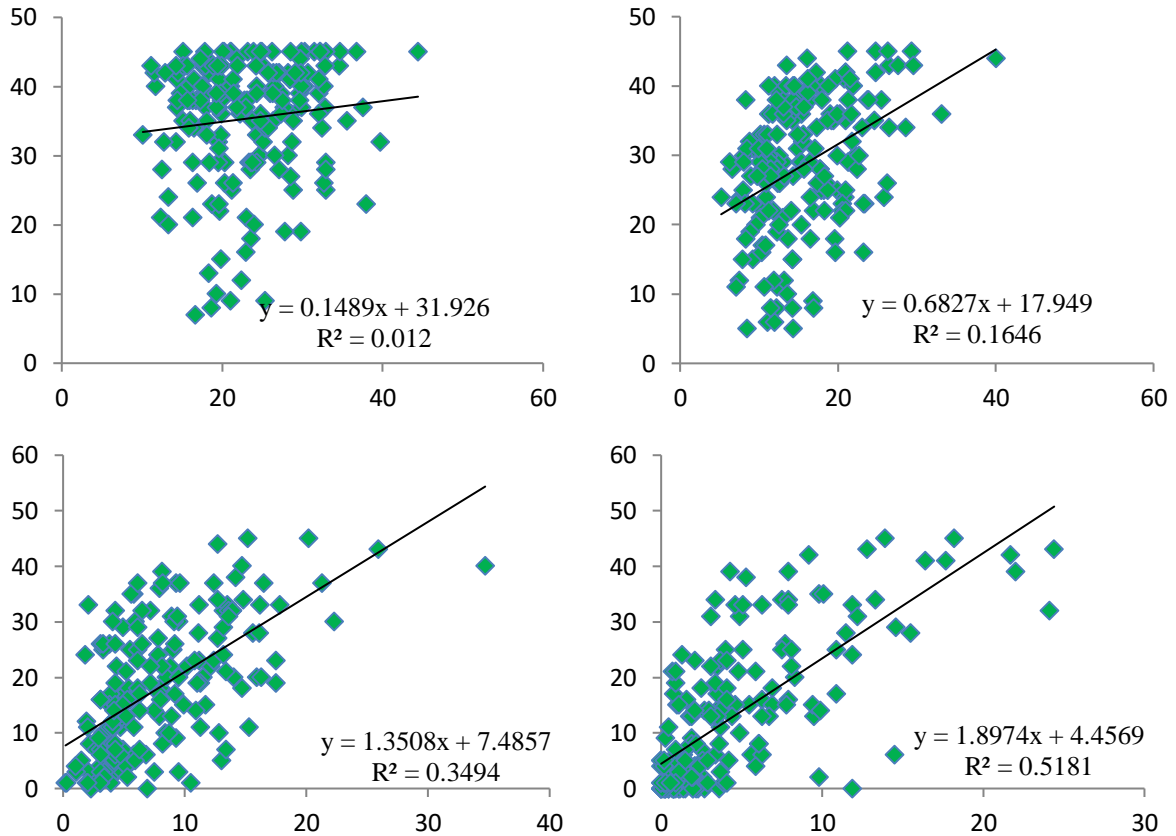 50
40
30
20
10
0
0 20 40 60
y = 0.1489x + 31.926
R² = 0.012
50
40
30
20
10
0
0 20 40 60
y = 0.6827x + 17.949
R² = 0.1646
60
50
40
30
20
10
0
0 10 20 30 40
y = 1.3508x + 7.4857
R² = 0.3494
60
50
40
30
20
10
0
0 10 20 30
y = 1.8974x + 4.4569
R² = 0.5181